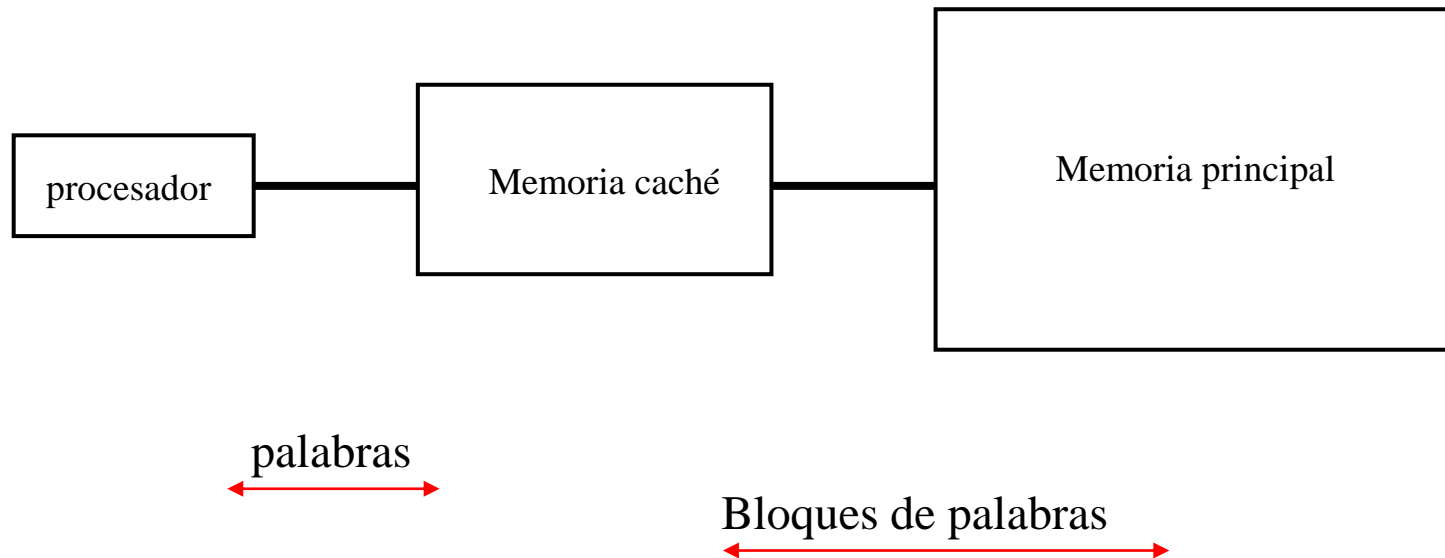 procesador
Memoria caché
Memoria principal
palabras
Bloques de palabras